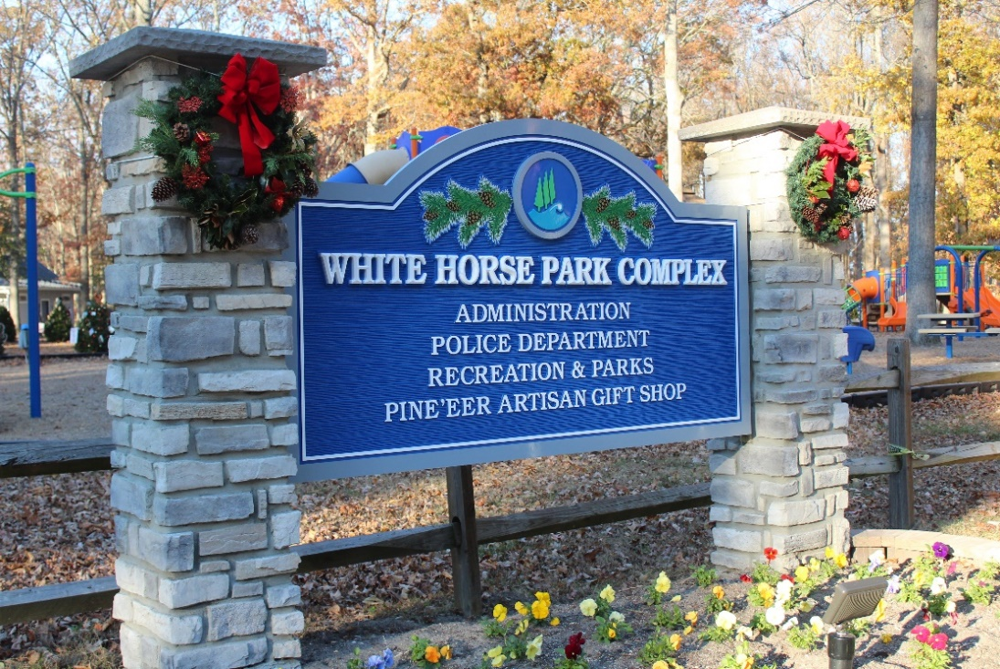 WHITE HORSE PARK COMPLEX
ADMINISTRATION
POLICE DEPARTMENT
RECREATION & PARKS
PINE'EER ARTISAN GIFT SHOP